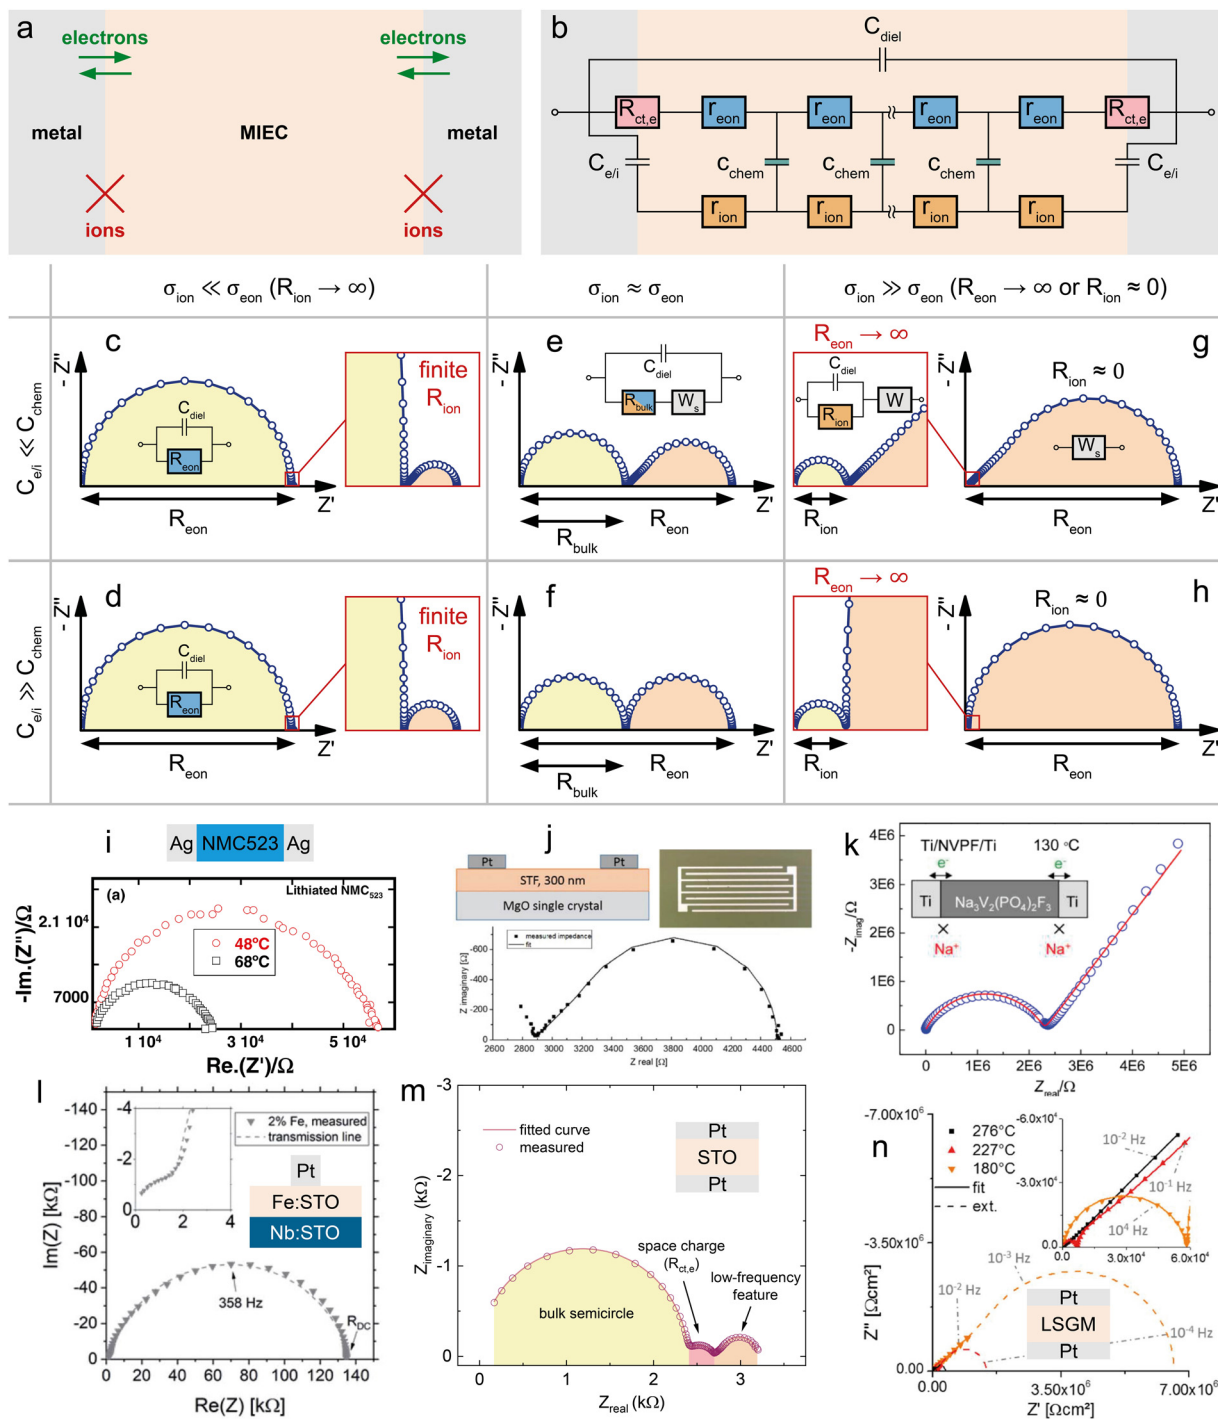 a
electrons
electrons
metal
MIEC
metal
ions
ions
b
C_diel
R_ct,e
r_eon
r_eon
r_eon
r_eon
R_ct,e
C_e/i
c_chem
c_chem
c_chem
C_e/i
r_ion
r_ion
r_ion
r_ion
σ_ion ≪ σ_eon (R_ion → ∞)
σ_ion ≈ σ_eon
σ_ion ≫ σ_eon (R_eon → ∞ or R_ion ≈ 0)
C_e/i ≪ C_chem
c
-Z''
C_diel
R_eon
finite
R_ion
Z'
R_eon
e
-Z''
C_diel
R_bulk
W_s
Z'
R_bulk
R_eon
R_eon → ∞
C_diel
R_ion
W
R_ion
g
-Z''
R_ion ≈ 0
W_s
Z'
R_eon
C_e/i ≫ C_chem
d
-Z''
C_diel
R_eon
finite
R_ion
Z'
R_eon
f
-Z''
Z'
R_bulk
R_eon
R_eon → ∞
R_ion
h
-Z''
R_ion ≈ 0
Z'
R_eon
i
Ag NMC523 Ag
(a)
Lithiated NMC523
-Im.(Z'')/Ω
2.1 10⁴
7000
48ºC
68ºC
1 10⁴ 3 10⁴ 5 10⁴
Re.(Z')/Ω
j
Pt Pt
STF, 300 nm
MgO single crystal
measured impedance
fit
Z imaginary [Ω]
-600
-400
-200
0
2600 2800 3000 3200 3400 3600 3800 4000 4200 4400 4600 4800
Z real [Ω]
k
4E6
3E6
2E6
1E6
0
-Z_imag/Ω
Ti/NVPF/Ti 130 °C
e⁻ e⁻
Ti Na₃V₂(PO₄)₂F₃ Ti
× ×
Na⁺ Na⁺
0 1E6 2E6 3E6 4E6 5E6
Z_real/Ω
l
Im(Z) [kΩ]
-140
-120
-100
-80
-60
-40
-20
0
-4
-2
0
0 2 4
2% Fe, measured
transmission line
Pt
Fe:STO
Nb:STO
358 Hz
R_DC
0 20 40 60 80 100 120 140
Re(Z) [kΩ]
m
Z_imaginary (kΩ)
-3
-2
-1
0
fitted curve
measured
Pt
STO
Pt
space charge
(R_ct,e)
low-frequency
feature
bulk semicircle
0 1 2 3
Z_real (kΩ)
n
Z'' [Ωcm²]
-7.00x10⁶
-3.50x10⁶
0.00
276°C
227°C
180°C
fit
ext.
-6.0x10⁴
-3.0x10⁴
0.0
10⁻² Hz
10⁻¹ Hz
10⁴ Hz
0.0 3.0x10⁴ 6.0x10⁴
10⁻³ Hz
10⁻² Hz
Pt
LSGM
Pt
10⁻⁴ Hz
0.00 3.50x10⁶ 7.00x10⁶
Z' [Ωcm²]